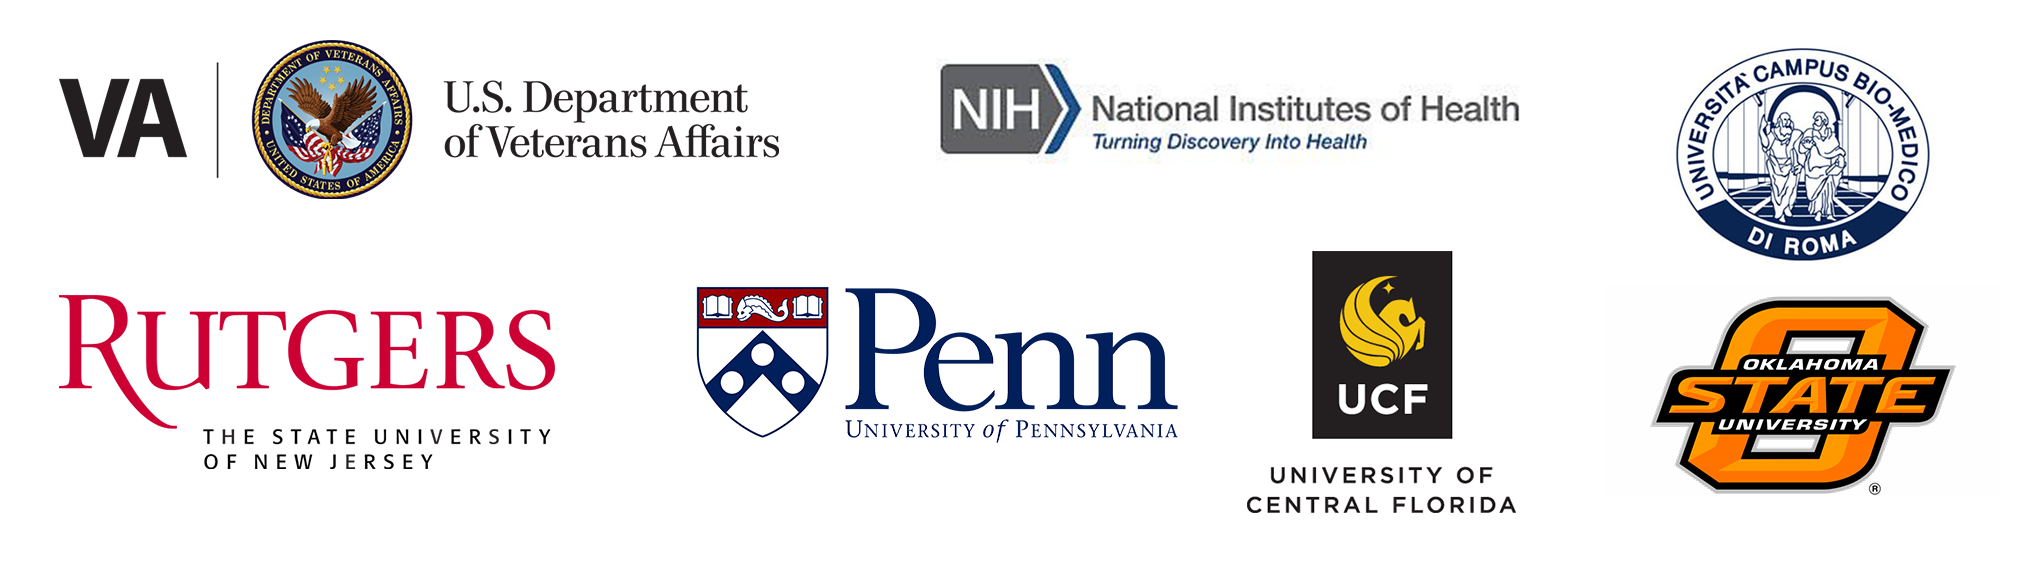 VA
DEPARTMENT OF VETERANS AFFAIRS
UNITED STATES OF AMERICA
U.S. Department
of Veterans Affairs
NIH
National Institutes of Health
Turning Discovery Into Health
UNIVERSITA' CAMPUS BIO-MEDICO
DI ROMA
RUTGERS
THE STATE UNIVERSITY
OF NEW JERSEY
Penn
UNIVERSITY of PENNSYLVANIA
UCF
UNIVERSITY OF
CENTRAL FLORIDA
OKLAHOMA
STATE
UNIVERSITY
®